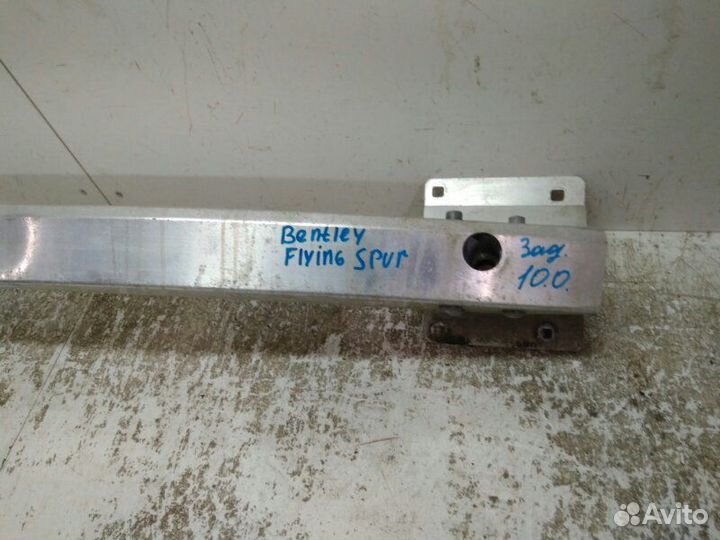 Bentley
Flying Spur
Зад.
10.0.
Avito